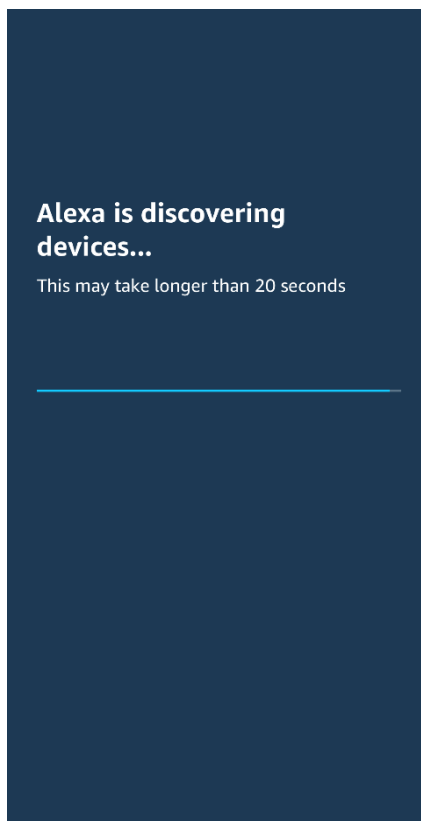 Alexa is discovering
devices...
This may take longer than 20 seconds